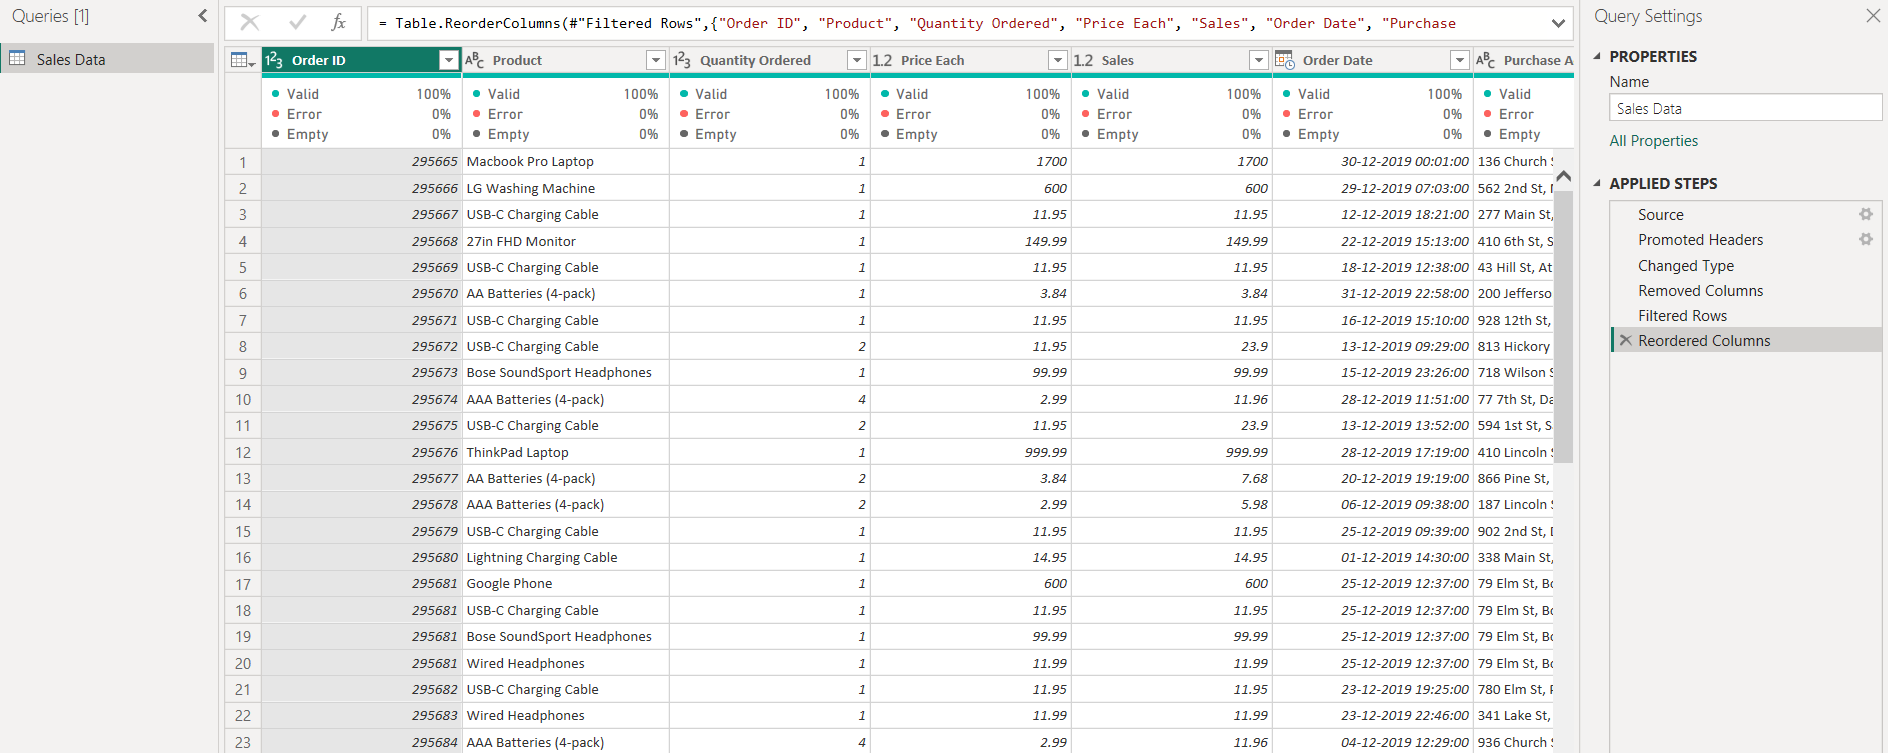 Queries [1]
Sales Data
fx
= Table.ReorderColumns(#"Filtered Rows",{"Order ID", "Product", "Quantity Ordered", "Price Each", "Sales", "Order Date", "Purchase
123 Order ID ABC Product 123 Quantity Ordered 1.2 Price Each 1.2 Sales Order Date ABC Purchase A
Valid 100% Valid 100% Valid 100% Valid 100% Valid 100% Valid 100% Valid
Error 0% Error 0% Error 0% Error 0% Error 0% Error 0% Error
Empty 0% Empty 0% Empty 0% Empty 0% Empty 0% Empty 0% Empty
1 295665 Macbook Pro Laptop 1 1700 1700 30-12-2019 00:01:00 136 Church
2 295666 LG Washing Machine 1 600 600 29-12-2019 07:03:00 562 2nd St,
3 295667 USB-C Charging Cable 1 11.95 11.95 12-12-2019 18:21:00 277 Main St,
4 295668 27in FHD Monitor 1 149.99 149.99 22-12-2019 15:13:00 410 6th St, S
5 295669 USB-C Charging Cable 1 11.95 11.95 18-12-2019 12:38:00 43 Hill St, At
6 295670 AA Batteries (4-pack) 1 3.84 3.84 31-12-2019 22:58:00 200 Jefferso
7 295671 USB-C Charging Cable 1 11.95 11.95 16-12-2019 15:10:00 928 12th St,
8 295672 USB-C Charging Cable 2 11.95 23.9 13-12-2019 09:29:00 813 Hickory
9 295673 Bose SoundSport Headphones 1 99.99 99.99 15-12-2019 23:26:00 718 Wilson S
10 295674 AAA Batteries (4-pack) 4 2.99 11.96 28-12-2019 11:51:00 77 7th St, Da
11 295675 USB-C Charging Cable 2 11.95 23.9 13-12-2019 13:52:00 594 1st St, S
12 295676 ThinkPad Laptop 1 999.99 999.99 28-12-2019 17:19:00 410 Lincoln
13 295677 AA Batteries (4-pack) 2 3.84 7.68 20-12-2019 19:19:00 866 Pine St,
14 295678 AAA Batteries (4-pack) 2 2.99 5.98 06-12-2019 09:38:00 187 Lincoln
15 295679 USB-C Charging Cable 1 11.95 11.95 25-12-2019 09:39:00 902 2nd St,
16 295680 Lightning Charging Cable 1 14.95 14.95 01-12-2019 14:30:00 338 Main St,
17 295681 Google Phone 1 600 600 25-12-2019 12:37:00 79 Elm St, Bo
18 295681 USB-C Charging Cable 1 11.95 11.95 25-12-2019 12:37:00 79 Elm St, Bo
19 295681 Bose SoundSport Headphones 1 99.99 99.99 25-12-2019 12:37:00 79 Elm St, Bo
20 295681 Wired Headphones 1 11.99 11.99 25-12-2019 12:37:00 79 Elm St, Bo
21 295682 USB-C Charging Cable 1 11.95 11.95 23-12-2019 19:25:00 780 Elm St,
22 295683 Wired Headphones 1 11.99 11.99 23-12-2019 22:46:00 341 Lake St,
23 295684 AAA Batteries (4-pack) 4 2.99 11.96 04-12-2019 12:29:00 936 Church
Query Settings
PROPERTIES
Name
Sales Data
All Properties
APPLIED STEPS
Source
Promoted Headers
Changed Type
Removed Columns
Filtered Rows
Reordered Columns